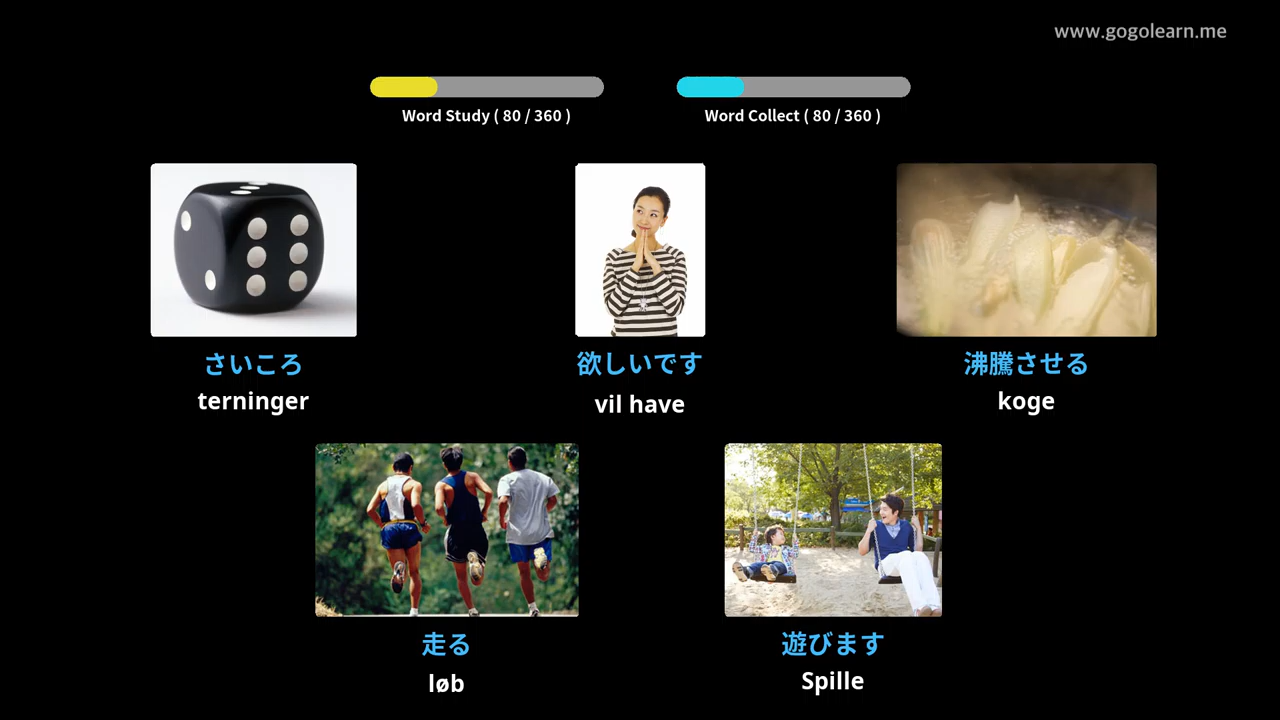 www.gogolearn.me
Word Study ( 80 / 360 )
Word Collect ( 80 / 360 )
さいころ
terninger
欲しいです
vil have
沸騰させる
koge
走る
løb
遊びます
Spille